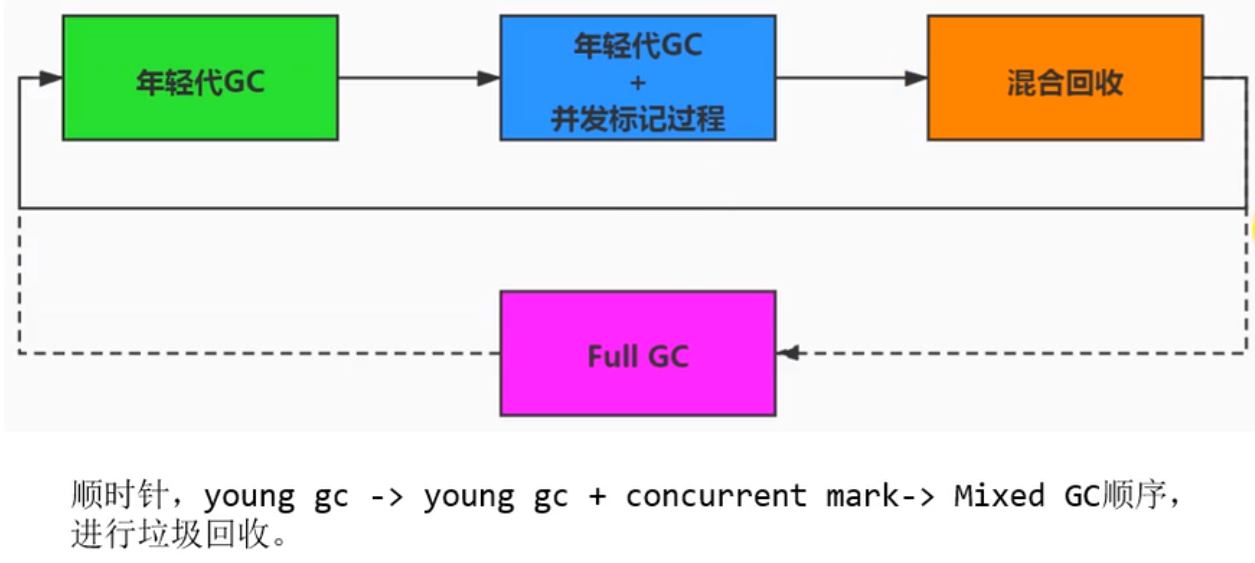 年轻代GC
年轻代GC
+
并发标记过程
混合回收
Full GC
顺时针，young gc -> young gc + concurrent mark-> Mixed GC顺序，
进行垃圾回收。